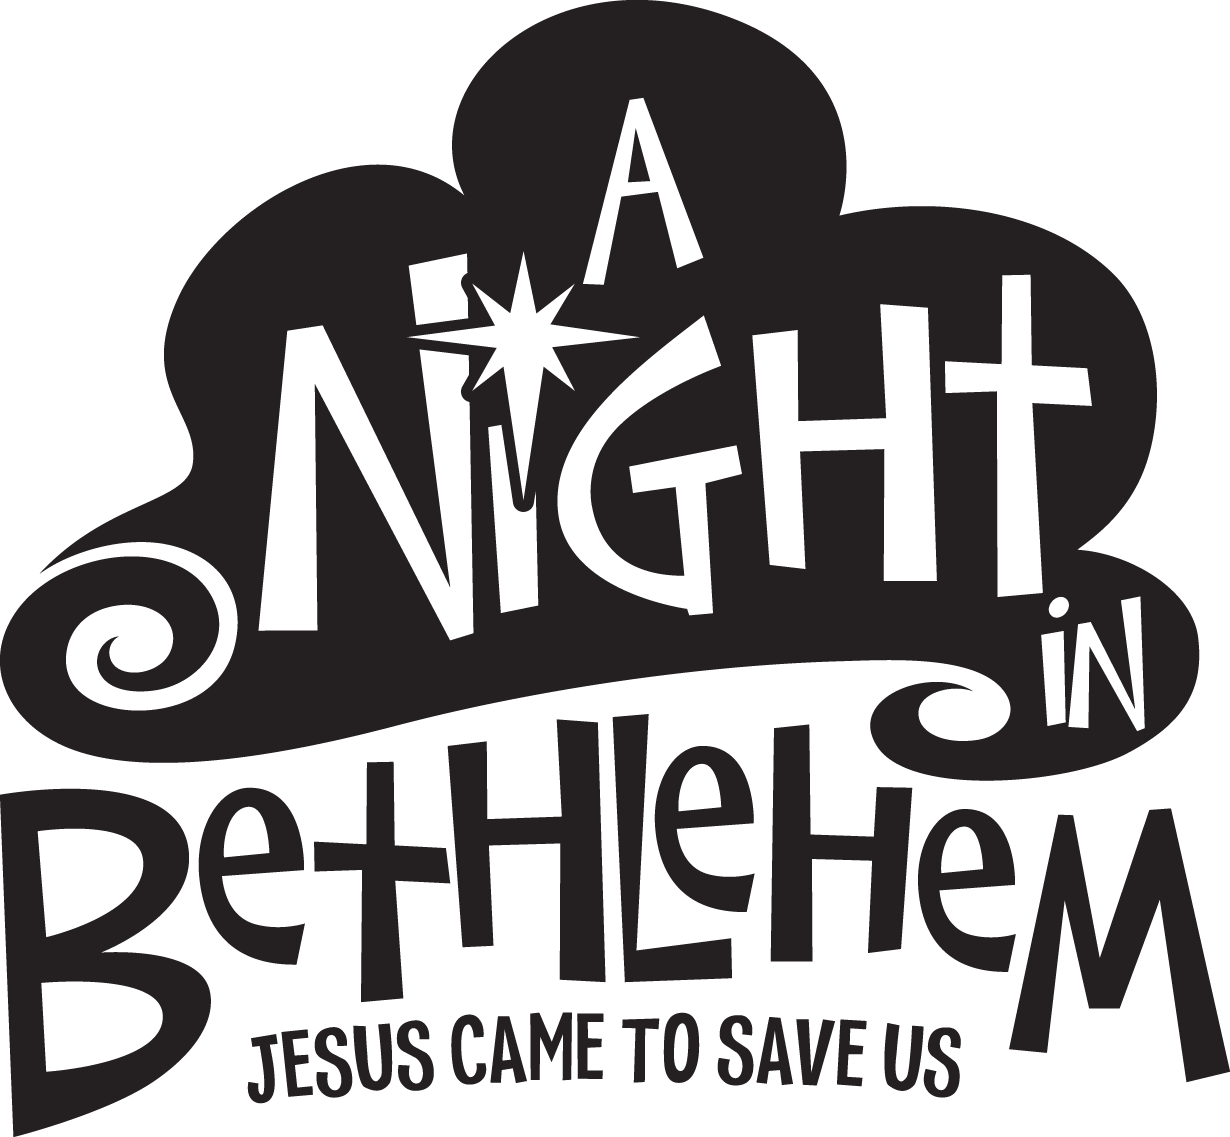 A
NiGHt
iN
BetHLeHeM
JESUS CAME TO SAVE US